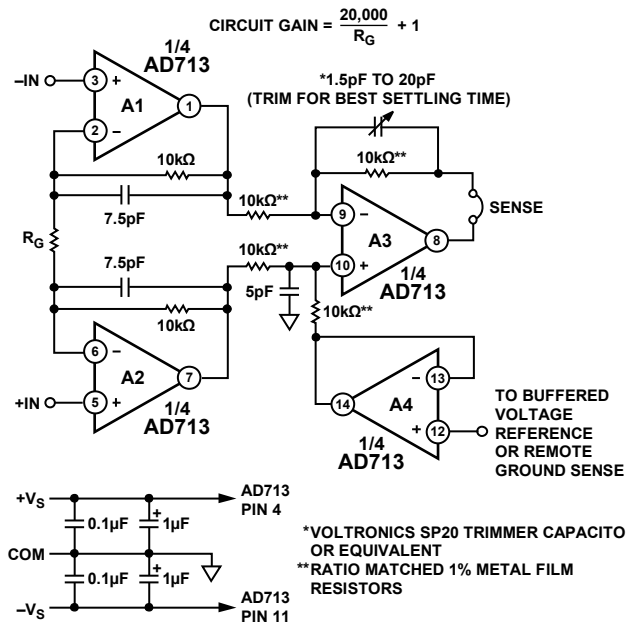 CIRCUIT GAIN = 20,000 / RG + 1
1/4
AD713
–IN
3
+
A1
1
2
–
*1.5pF TO 20pF
(TRIM FOR BEST SETTLING TIME)
10kΩ
7.5pF
10kΩ**
10kΩ**
9
–
A3
8
SENSE
RG
10kΩ**
10
+
1/4
AD713
7.5pF
5pF
10kΩ
10kΩ**
6
–
A2
7
+IN
5
+
1/4
AD713
–
13
14
A4
+
12
1/4
AD713
TO BUFFERED
VOLTAGE
REFERENCE
OR REMOTE
GROUND SENSE
+VS
AD713
PIN 4
0.1µF
+
1µF
COM
0.1µF
+
1µF
–VS
AD713
PIN 11
*VOLTRONICS SP20 TRIMMER CAPACITO
OR EQUIVALENT
**RATIO MATCHED 1% METAL FILM
RESISTORS